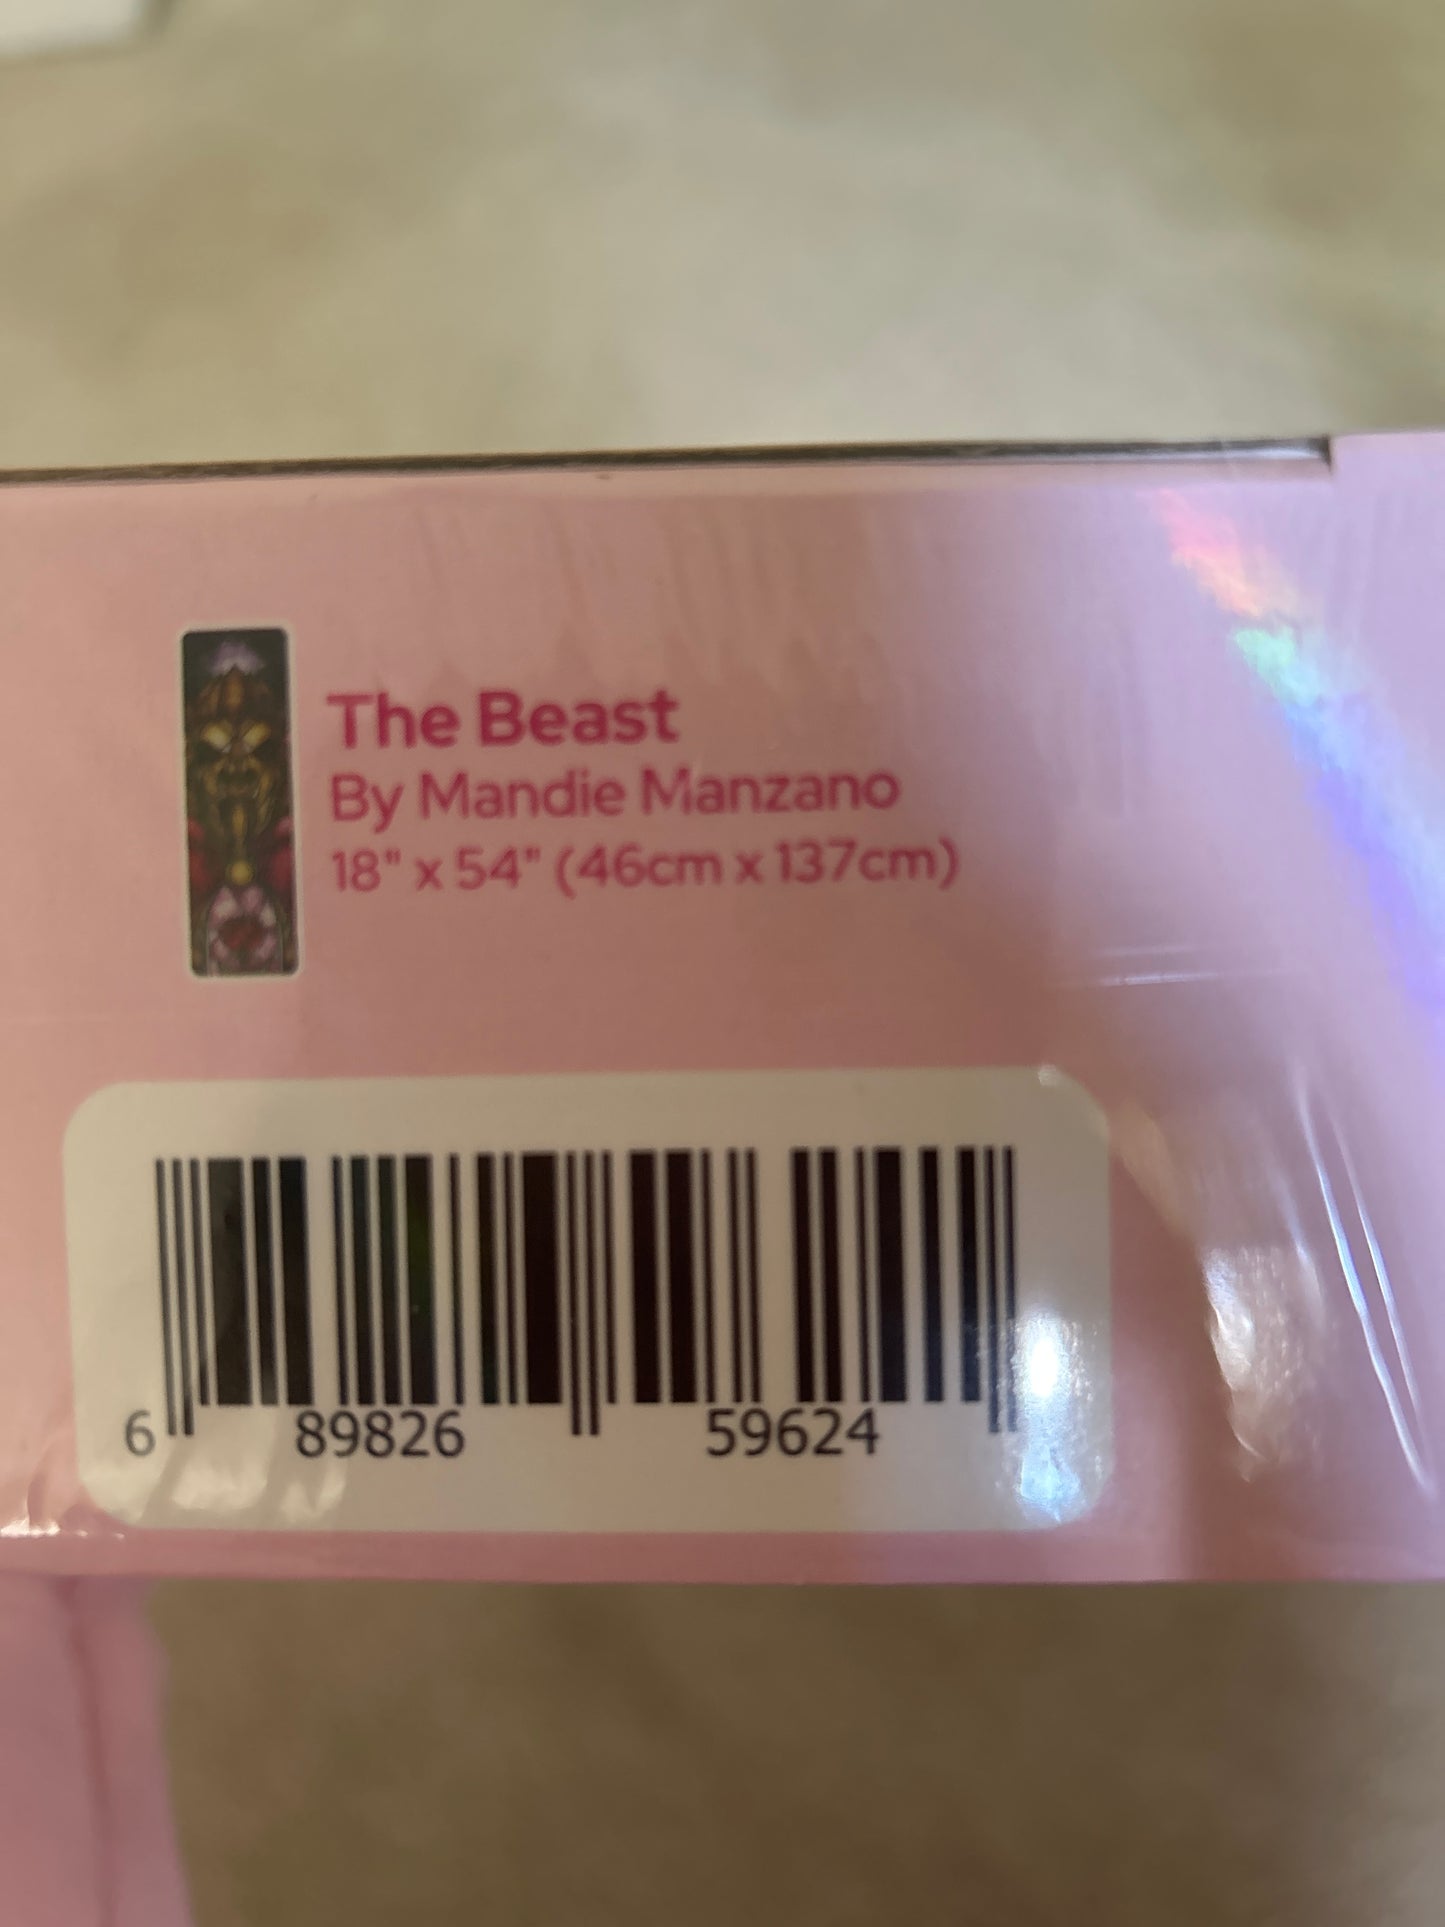 The Beast
By Mandie Manzano
18" x 54" (46cm x 137cm)
6 89826 59624